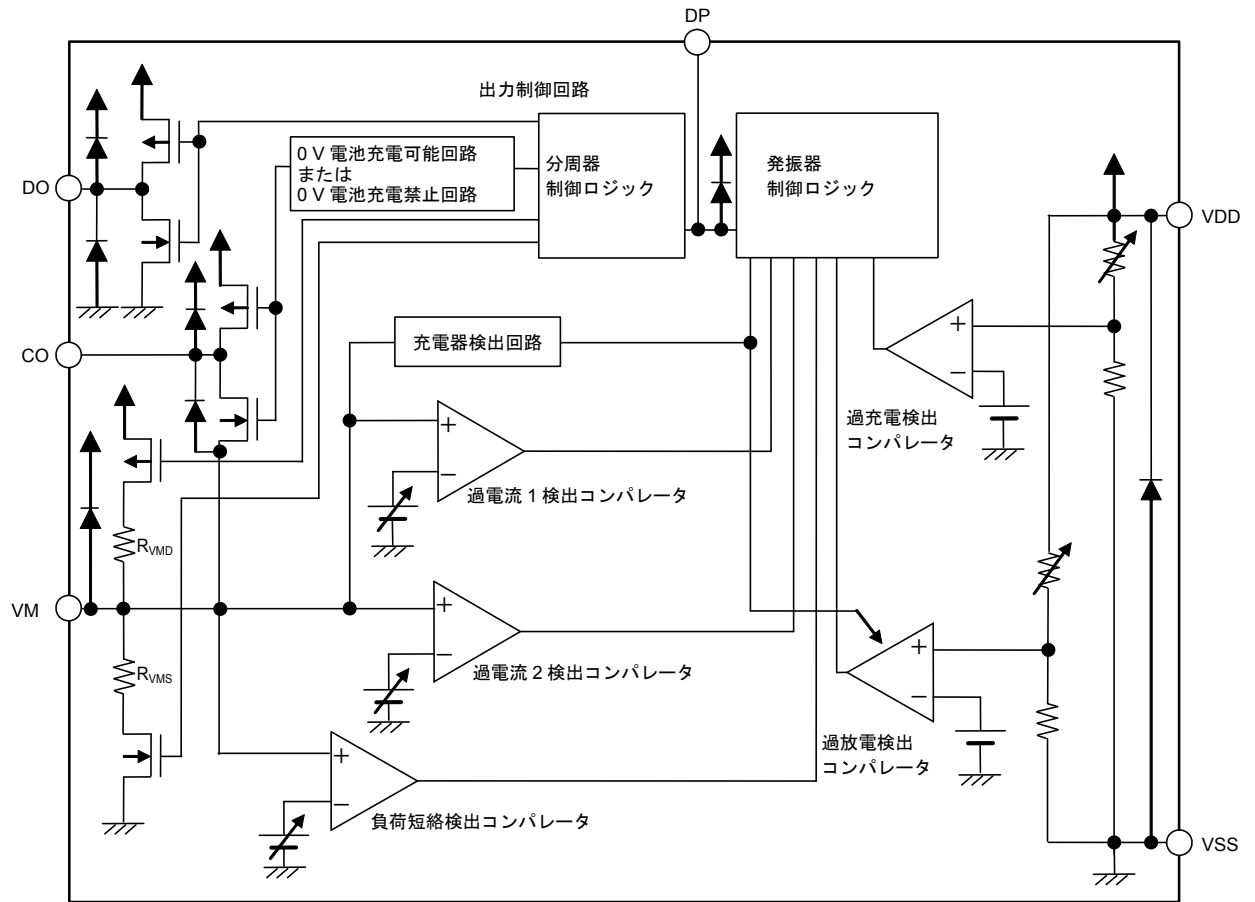 DP
出力制御回路
0 V 電池充電可能回路
または
0 V 電池充電禁止回路
分周器
制御ロジック
発振器
制御ロジック
DO
VDD
CO
充電器検出回路
+
−
過充電検出
コンパレータ
+
−
過電流 1 検出コンパレータ
RVMD
VM
+
−
過電流 2 検出コンパレータ
RVMS
+
−
過放電検出
コンパレータ
+
−
負荷短絡検出コンパレータ
VSS